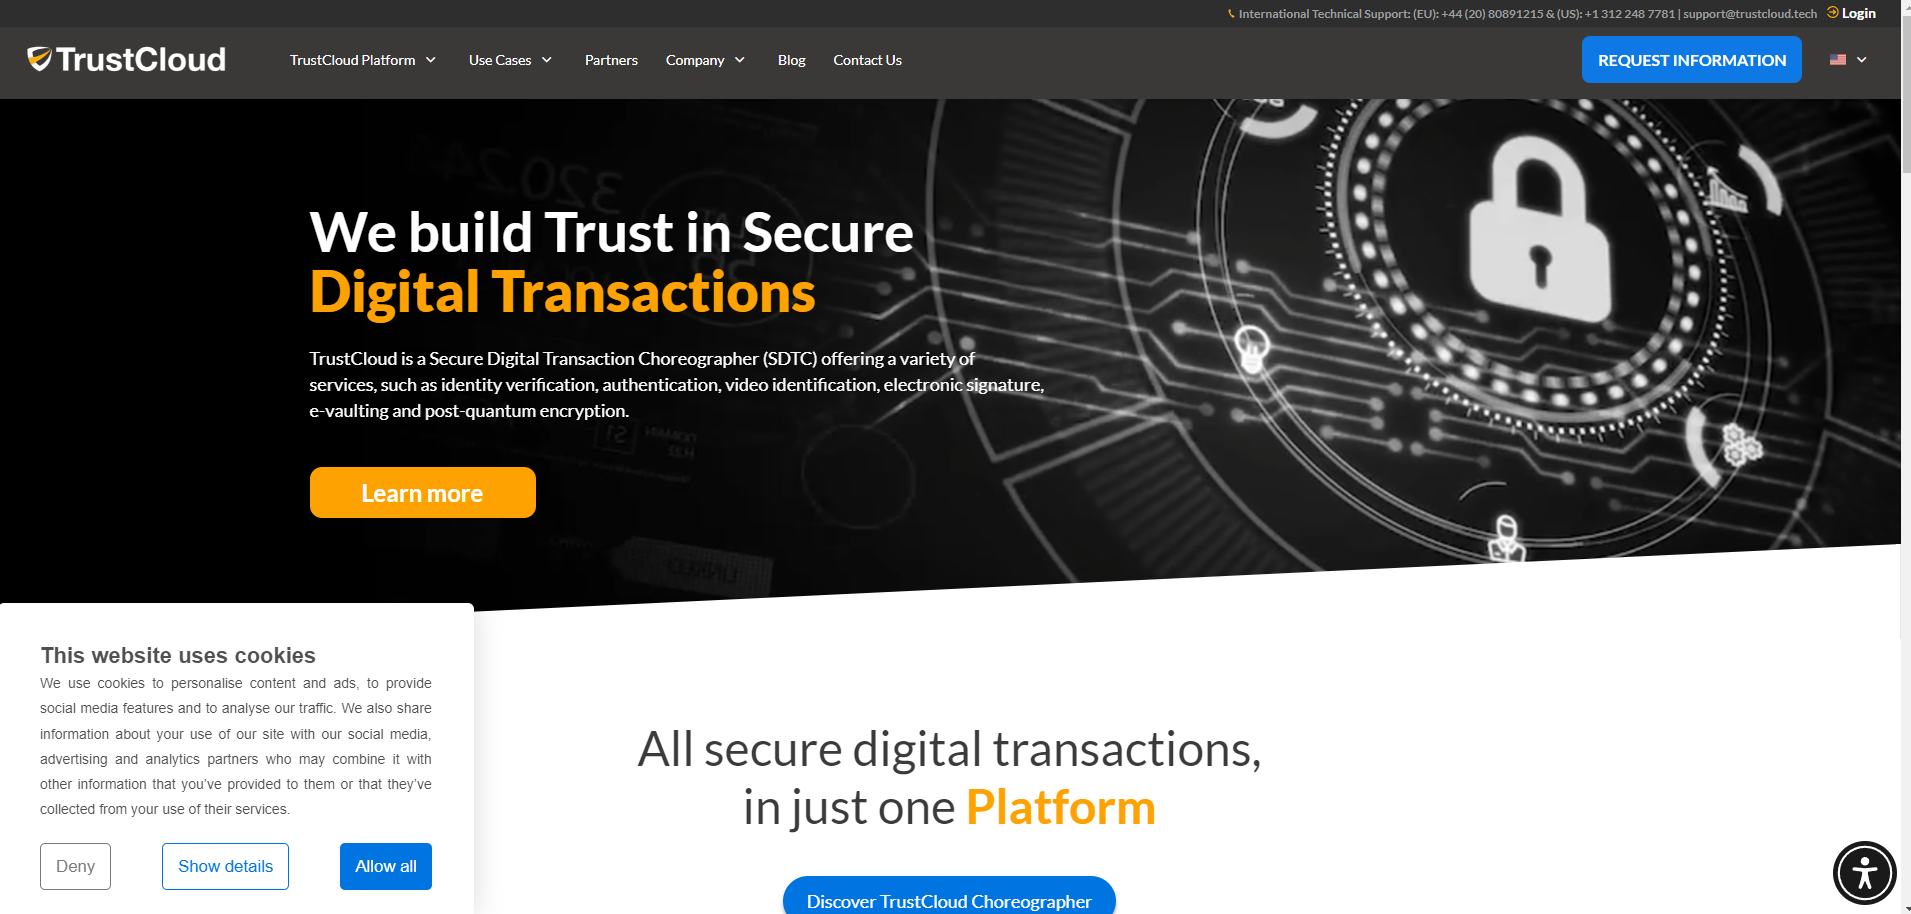 International Technical Support: (EU): +44 (20) 80891215 & (US): +1 312 248 7781 | support@trustcloud.tech Login
TrustCloud
TrustCloud Platform Use Cases Partners Company Blog Contact Us
REQUEST INFORMATION
We build Trust in Secure
Digital Transactions
TrustCloud is a Secure Digital Transaction Choreographer (SDTC) offering a variety of
services, such as identity verification, authentication, video identification, electronic signature,
e-vaulting and post-quantum encryption.
Learn more
This website uses cookies
We use cookies to personalise content and ads, to provide
social media features and to analyse our traffic. We also share
information about your use of our site with our social media,
advertising and analytics partners who may combine it with
other information that you've provided to them or that they've
collected from your use of their services.
Deny Show details Allow all
All secure digital transactions,
in just one Platform
Discover TrustCloud Choreographer